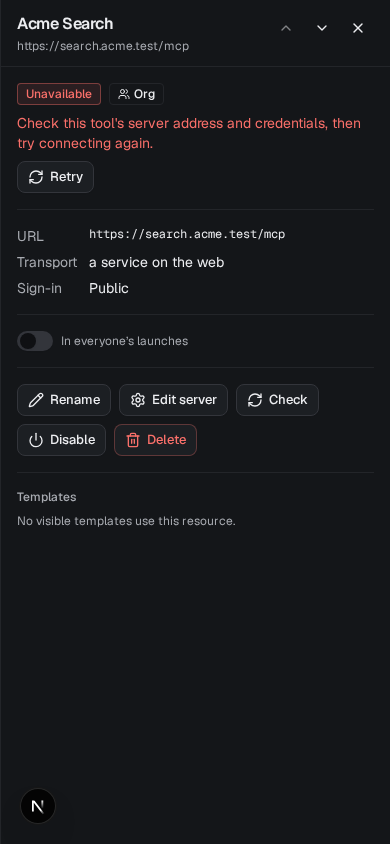 Acme Search
https://search.acme.test/mcp
Unavailable
Org
Check this tool's server address and credentials, then
try connecting again.
Retry
URL https://search.acme.test/mcp
Transport a service on the web
Sign-in Public
In everyone's launches
Rename Edit server Check
Disable Delete
Templates
No visible templates use this resource.
N